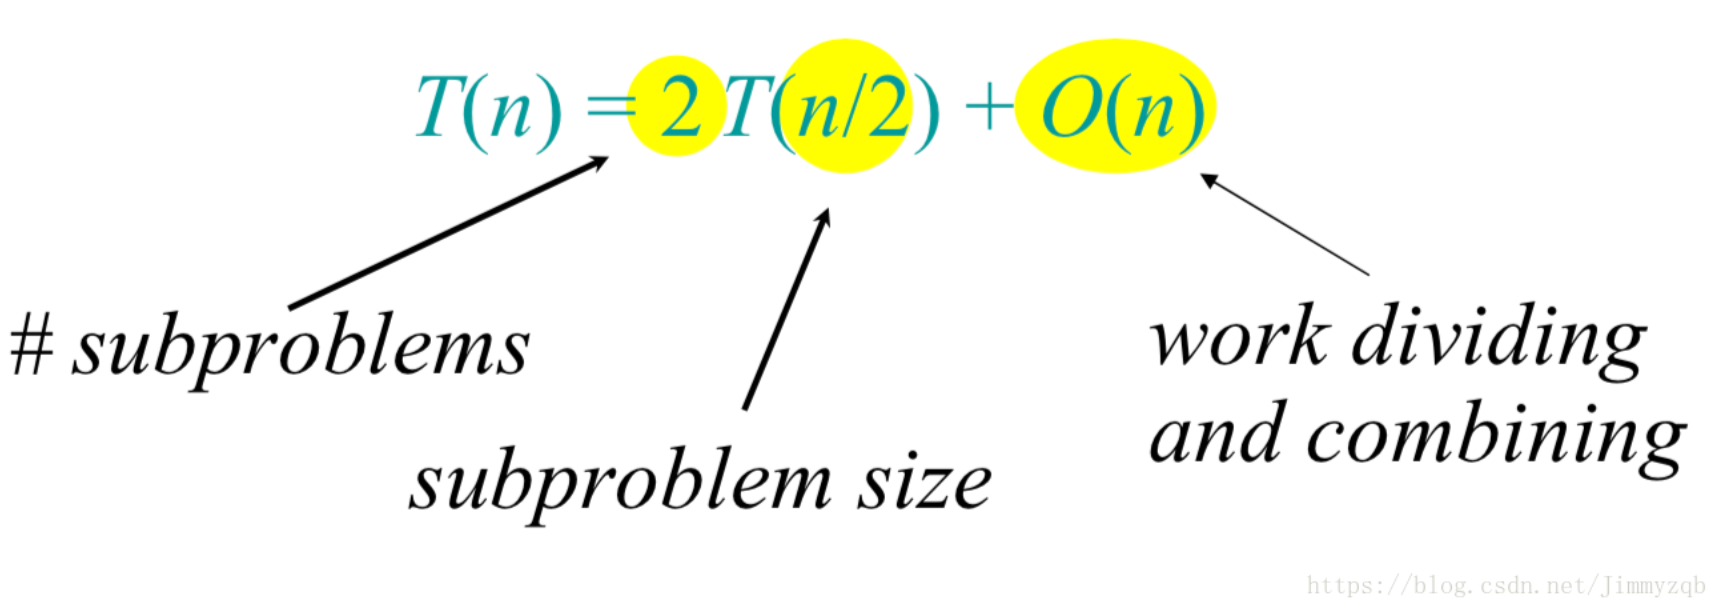 T(n) = 2 T(n/2) + O(n)
# subproblems
subproblem size
work dividing
and combining
https://blog.csdn.net/Jimmyzqb